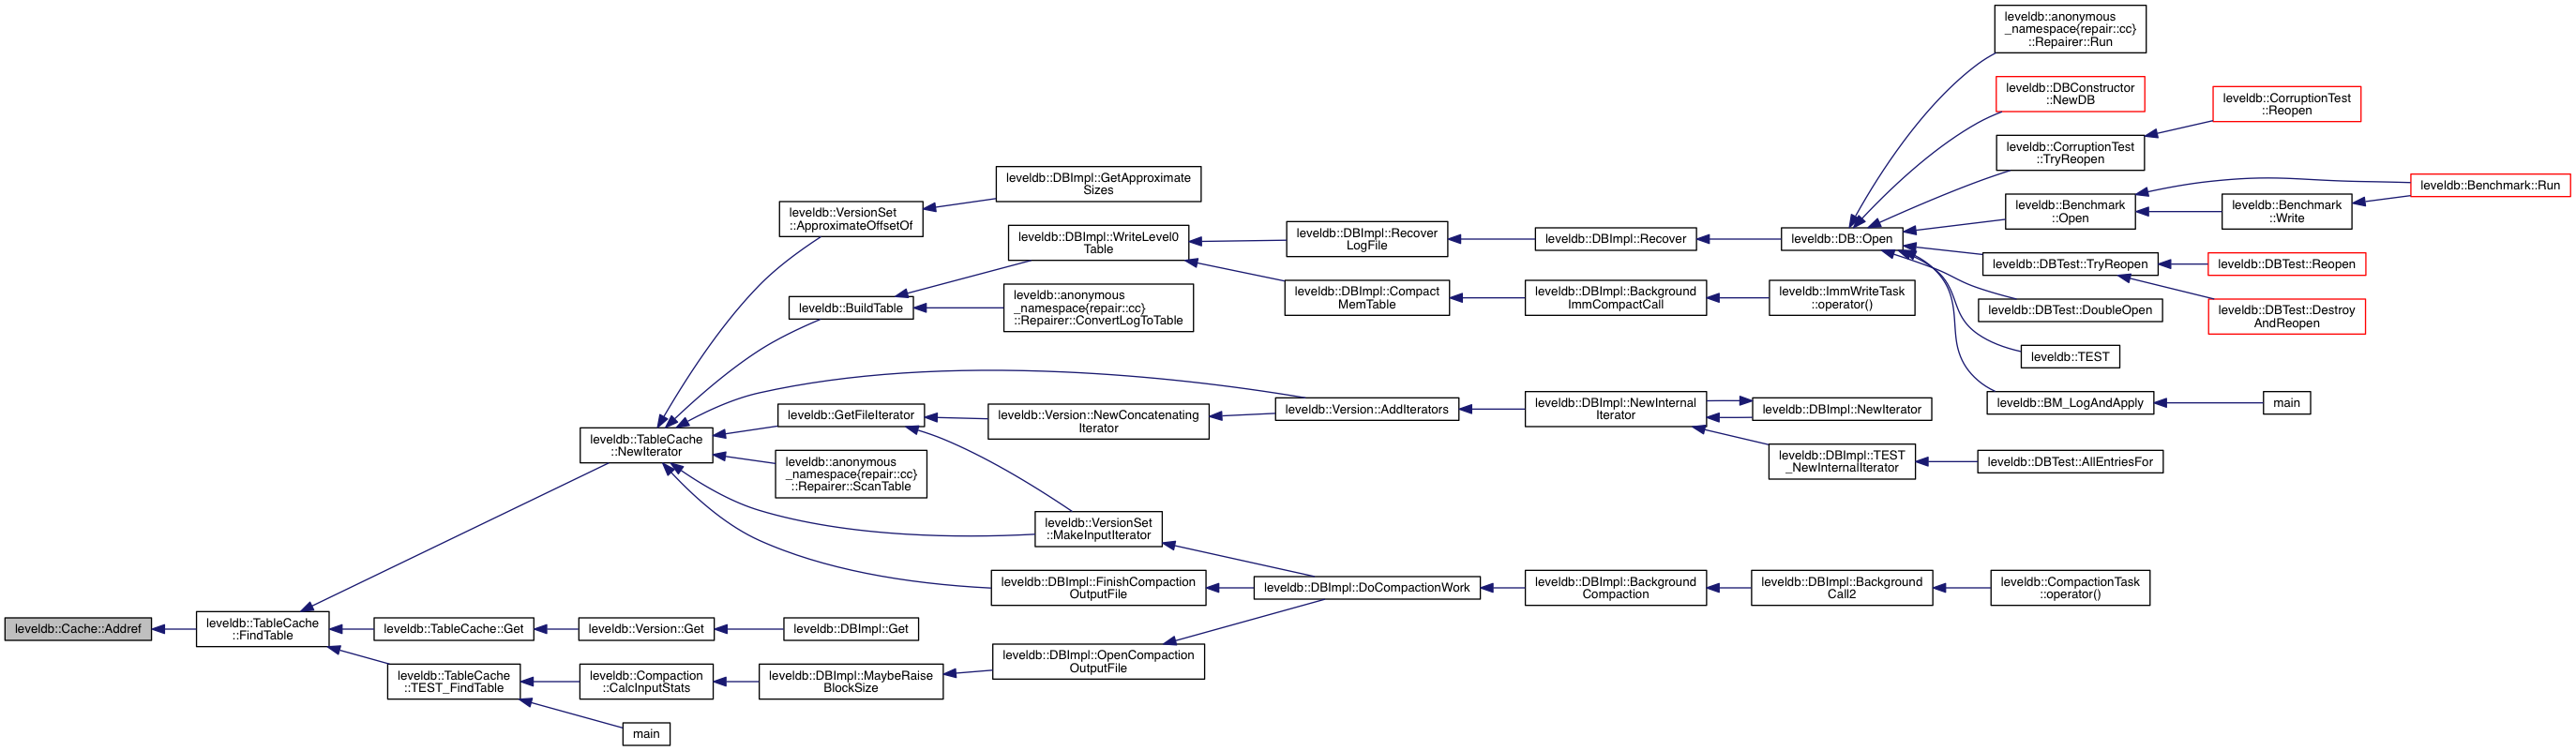 leveldb::Cache::Addref
leveldb::TableCache
::FindTable
leveldb::TableCache
::NewIterator
leveldb::VersionSet
::ApproximateOffsetOf
leveldb::DBImpl::GetApproximate
Sizes
leveldb::BuildTable
leveldb::DBImpl::WriteLevel0
Table
leveldb::DBImpl::Recover
LogFile
leveldb::DBImpl::Recover
leveldb::DB::Open
leveldb::anonymous
_namespace{repair::cc}
::Repairer::Run
leveldb::DBConstructor
::NewDB
leveldb::CorruptionTest
::TryReopen
leveldb::CorruptionTest
::Reopen
leveldb::Benchmark
::Open
leveldb::Benchmark::Run
leveldb::Benchmark
::Write
leveldb::DBTest::TryReopen
leveldb::DBTest::Reopen
leveldb::DBTest::Destroy
AndReopen
leveldb::DBTest::DoubleOpen
leveldb::TEST
leveldb::BM_LogAndApply
main
leveldb::DBImpl::Compact
MemTable
leveldb::DBImpl::Background
ImmCompactCall
leveldb::ImmWriteTask
::operator()
leveldb::anonymous
_namespace{repair::cc}
::Repairer::ConvertLogToTable
leveldb::GetFileIterator
leveldb::Version::NewConcatenating
Iterator
leveldb::Version::AddIterators
leveldb::DBImpl::NewInternal
Iterator
leveldb::DBImpl::NewIterator
leveldb::DBImpl::TEST
_NewInternalIterator
leveldb::DBTest::AllEntriesFor
leveldb::anonymous
_namespace{repair::cc}
::Repairer::ScanTable
leveldb::VersionSet
::MakeInputIterator
leveldb::DBImpl::FinishCompaction
OutputFile
leveldb::DBImpl::DoCompactionWork
leveldb::DBImpl::Background
Compaction
leveldb::DBImpl::Background
Call2
leveldb::CompactionTask
::operator()
leveldb::TableCache::Get
leveldb::Version::Get
leveldb::DBImpl::Get
leveldb::TableCache
::TEST_FindTable
leveldb::Compaction
::CalcInputStats
leveldb::DBImpl::MaybeRaise
BlockSize
leveldb::DBImpl::OpenCompaction
OutputFile
main